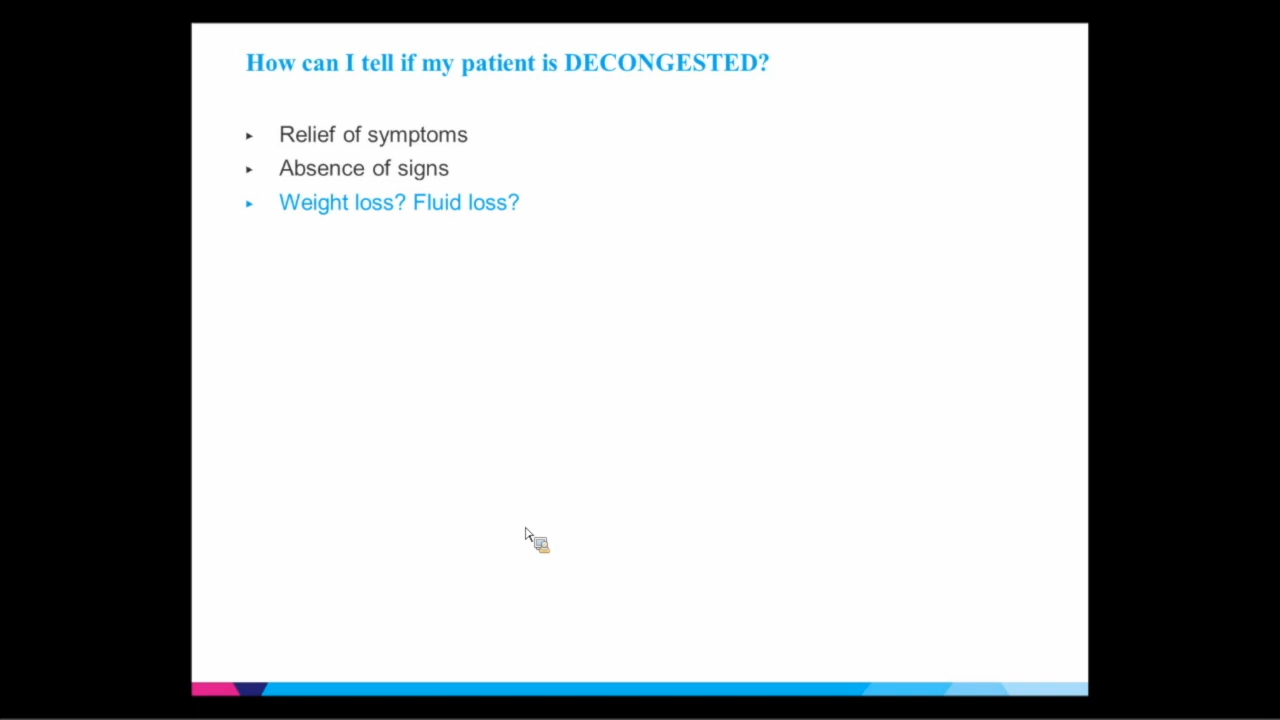 How can I tell if my patient is DECONGESTED?
▸ Relief of symptoms
▸ Absence of signs
▸ Weight loss? Fluid loss?